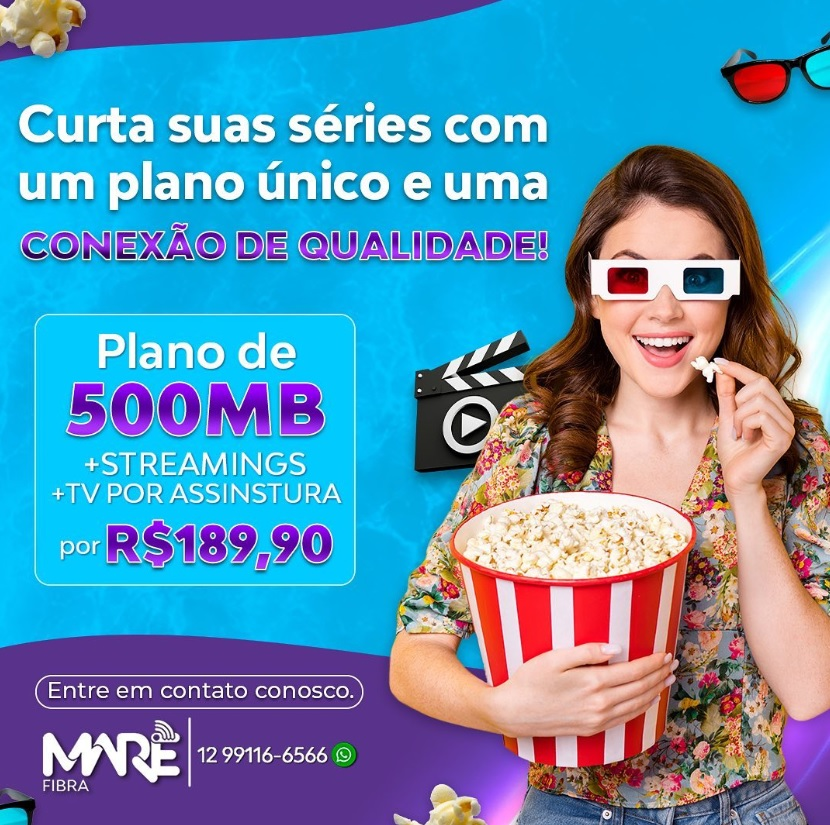 Curta suas séries com
um plano único e uma
CONEXÃO DE QUALIDADE!
Plano de
500MB
+STREAMINGS
+TV POR ASSINSTURA
por R$189,90
Entre em contato conosco.
MARÊ
FIBRA
12 99116-6566